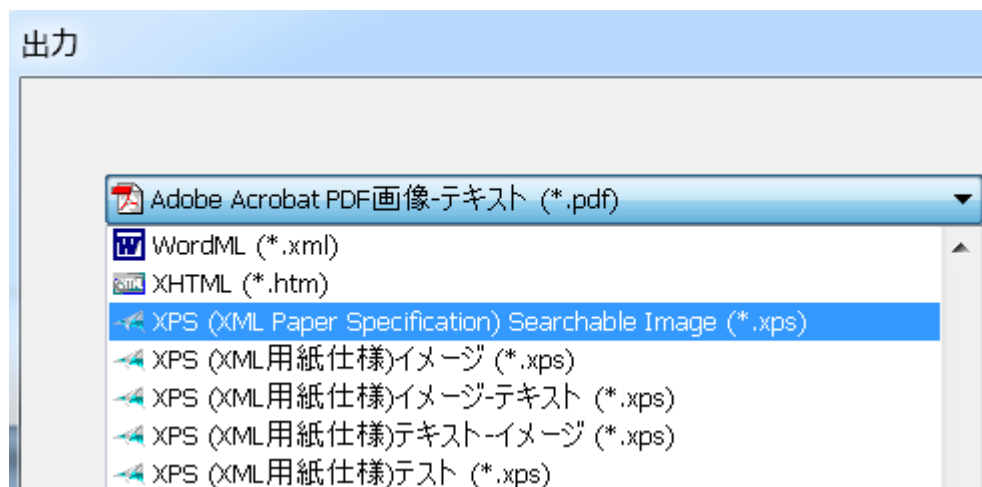 出力
Adobe Acrobat PDF画像-テキスト (*.pdf)
WordML (*.xml)
XHTML (*.htm)
XPS (XML Paper Specification) Searchable Image (*.xps)
XPS (XML用紙仕様)イメージ (*.xps)
XPS (XML用紙仕様)イメージ-テキスト (*.xps)
XPS (XML用紙仕様)テキスト-イメージ (*.xps)
XPS (XML用紙仕様)テスト (*.xps)